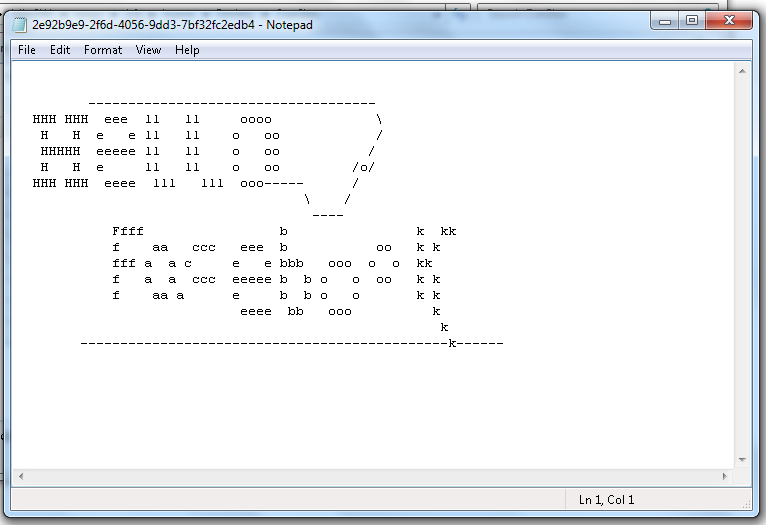 2e92b9e9-2f6d-4056-9dd3-7bf32fc2edb4 - Notepad
File Edit Format View Help
       ------------------------------------
HHH HHH  eee  ll   ll     oooo             \
 H   H  e   e ll   ll    o   oo            /
 HHHHH  eeeee ll   ll    o   oo           /
 H   H  e     ll   ll    o   oo         /o/
HHH HHH  eeee  lll   lll  ooo-----      /
                                  \    /
                                   ----
          Ffff                 b                k  kk
          f    aa   ccc   eee  b           oo   k k
          fff a  a c     e   e bbb   ooo  o  o  kk
          f   a  a  ccc  eeeee b  b o   o  oo   k k
          f    aa a      e     b  b o   o       k k
                          eeee  bb   ooo          k
                                                   k
      ----------------------------------------------k------
Ln 1, Col 1